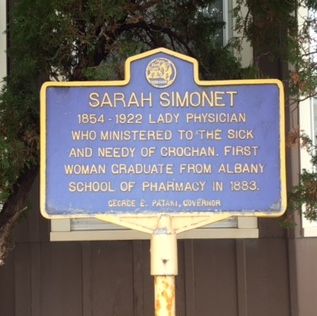 SARAH SIMONET
1854-1922 LADY PHYSICIAN
WHO MINISTERED TO THE SICK
AND NEEDY OF CROGHAN. FIRST
WOMAN GRADUATE FROM ALBANY
SCHOOL OF PHARMACY IN 1883.
GEORGE E. PATAKI, GOVERNOR